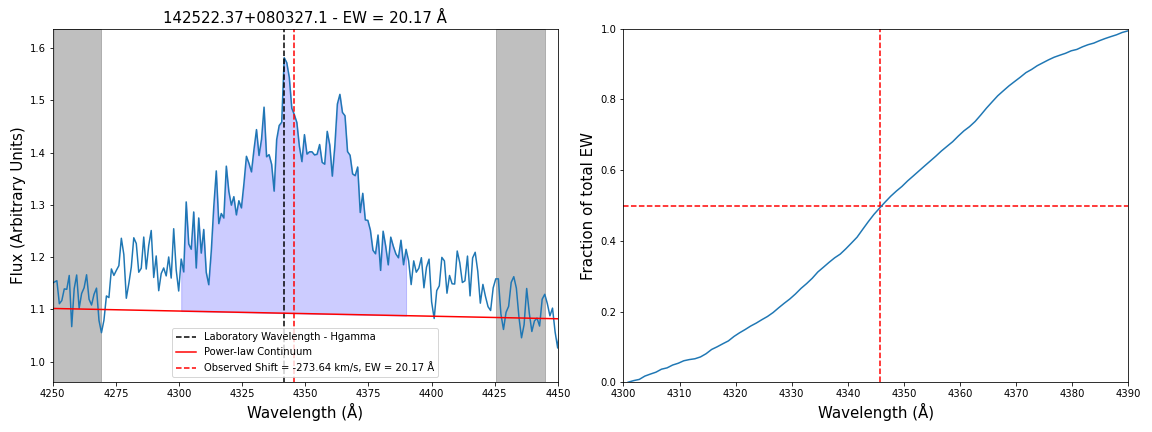 142522.37+080327.1 - EW = 20.17 Å
Flux (Arbitrary Units)
1.6
1.5
1.4
1.3
1.2
1.1
1.0
Laboratory Wavelength - Hgamma
Power-law Continuum
Observed Shift = -273.64 km/s, EW = 20.17 Å
4250 4275 4300 4325 4350 4375 4400 4425 4450
Wavelength (Å)
Fraction of total EW
1.0
0.8
0.6
0.4
0.2
0.0
4300 4310 4320 4330 4340 4350 4360 4370 4380 4390
Wavelength (Å)